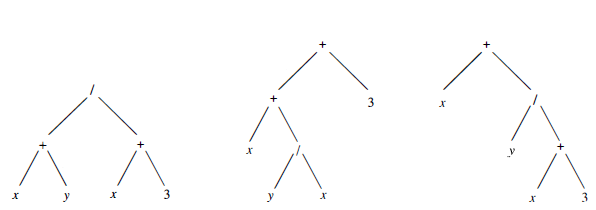 + +
/ + 3 x /
+ + x / y +
x y x 3 y x x 3